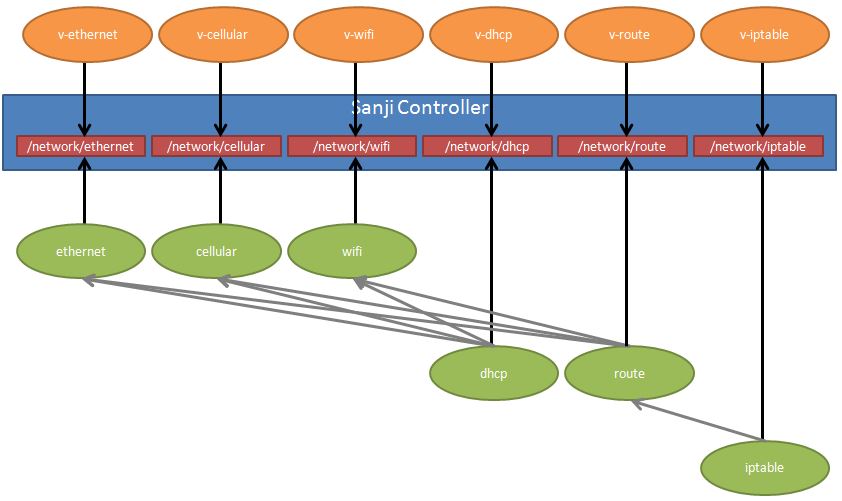 v-ethernet
v-cellular
v-wifi
v-dhcp
v-route
v-iptable
Sanji Controller
/network/ethernet
/network/cellular
/network/wifi
/network/dhcp
/network/route
/network/iptable
ethernet
cellular
wifi
dhcp
route
iptable